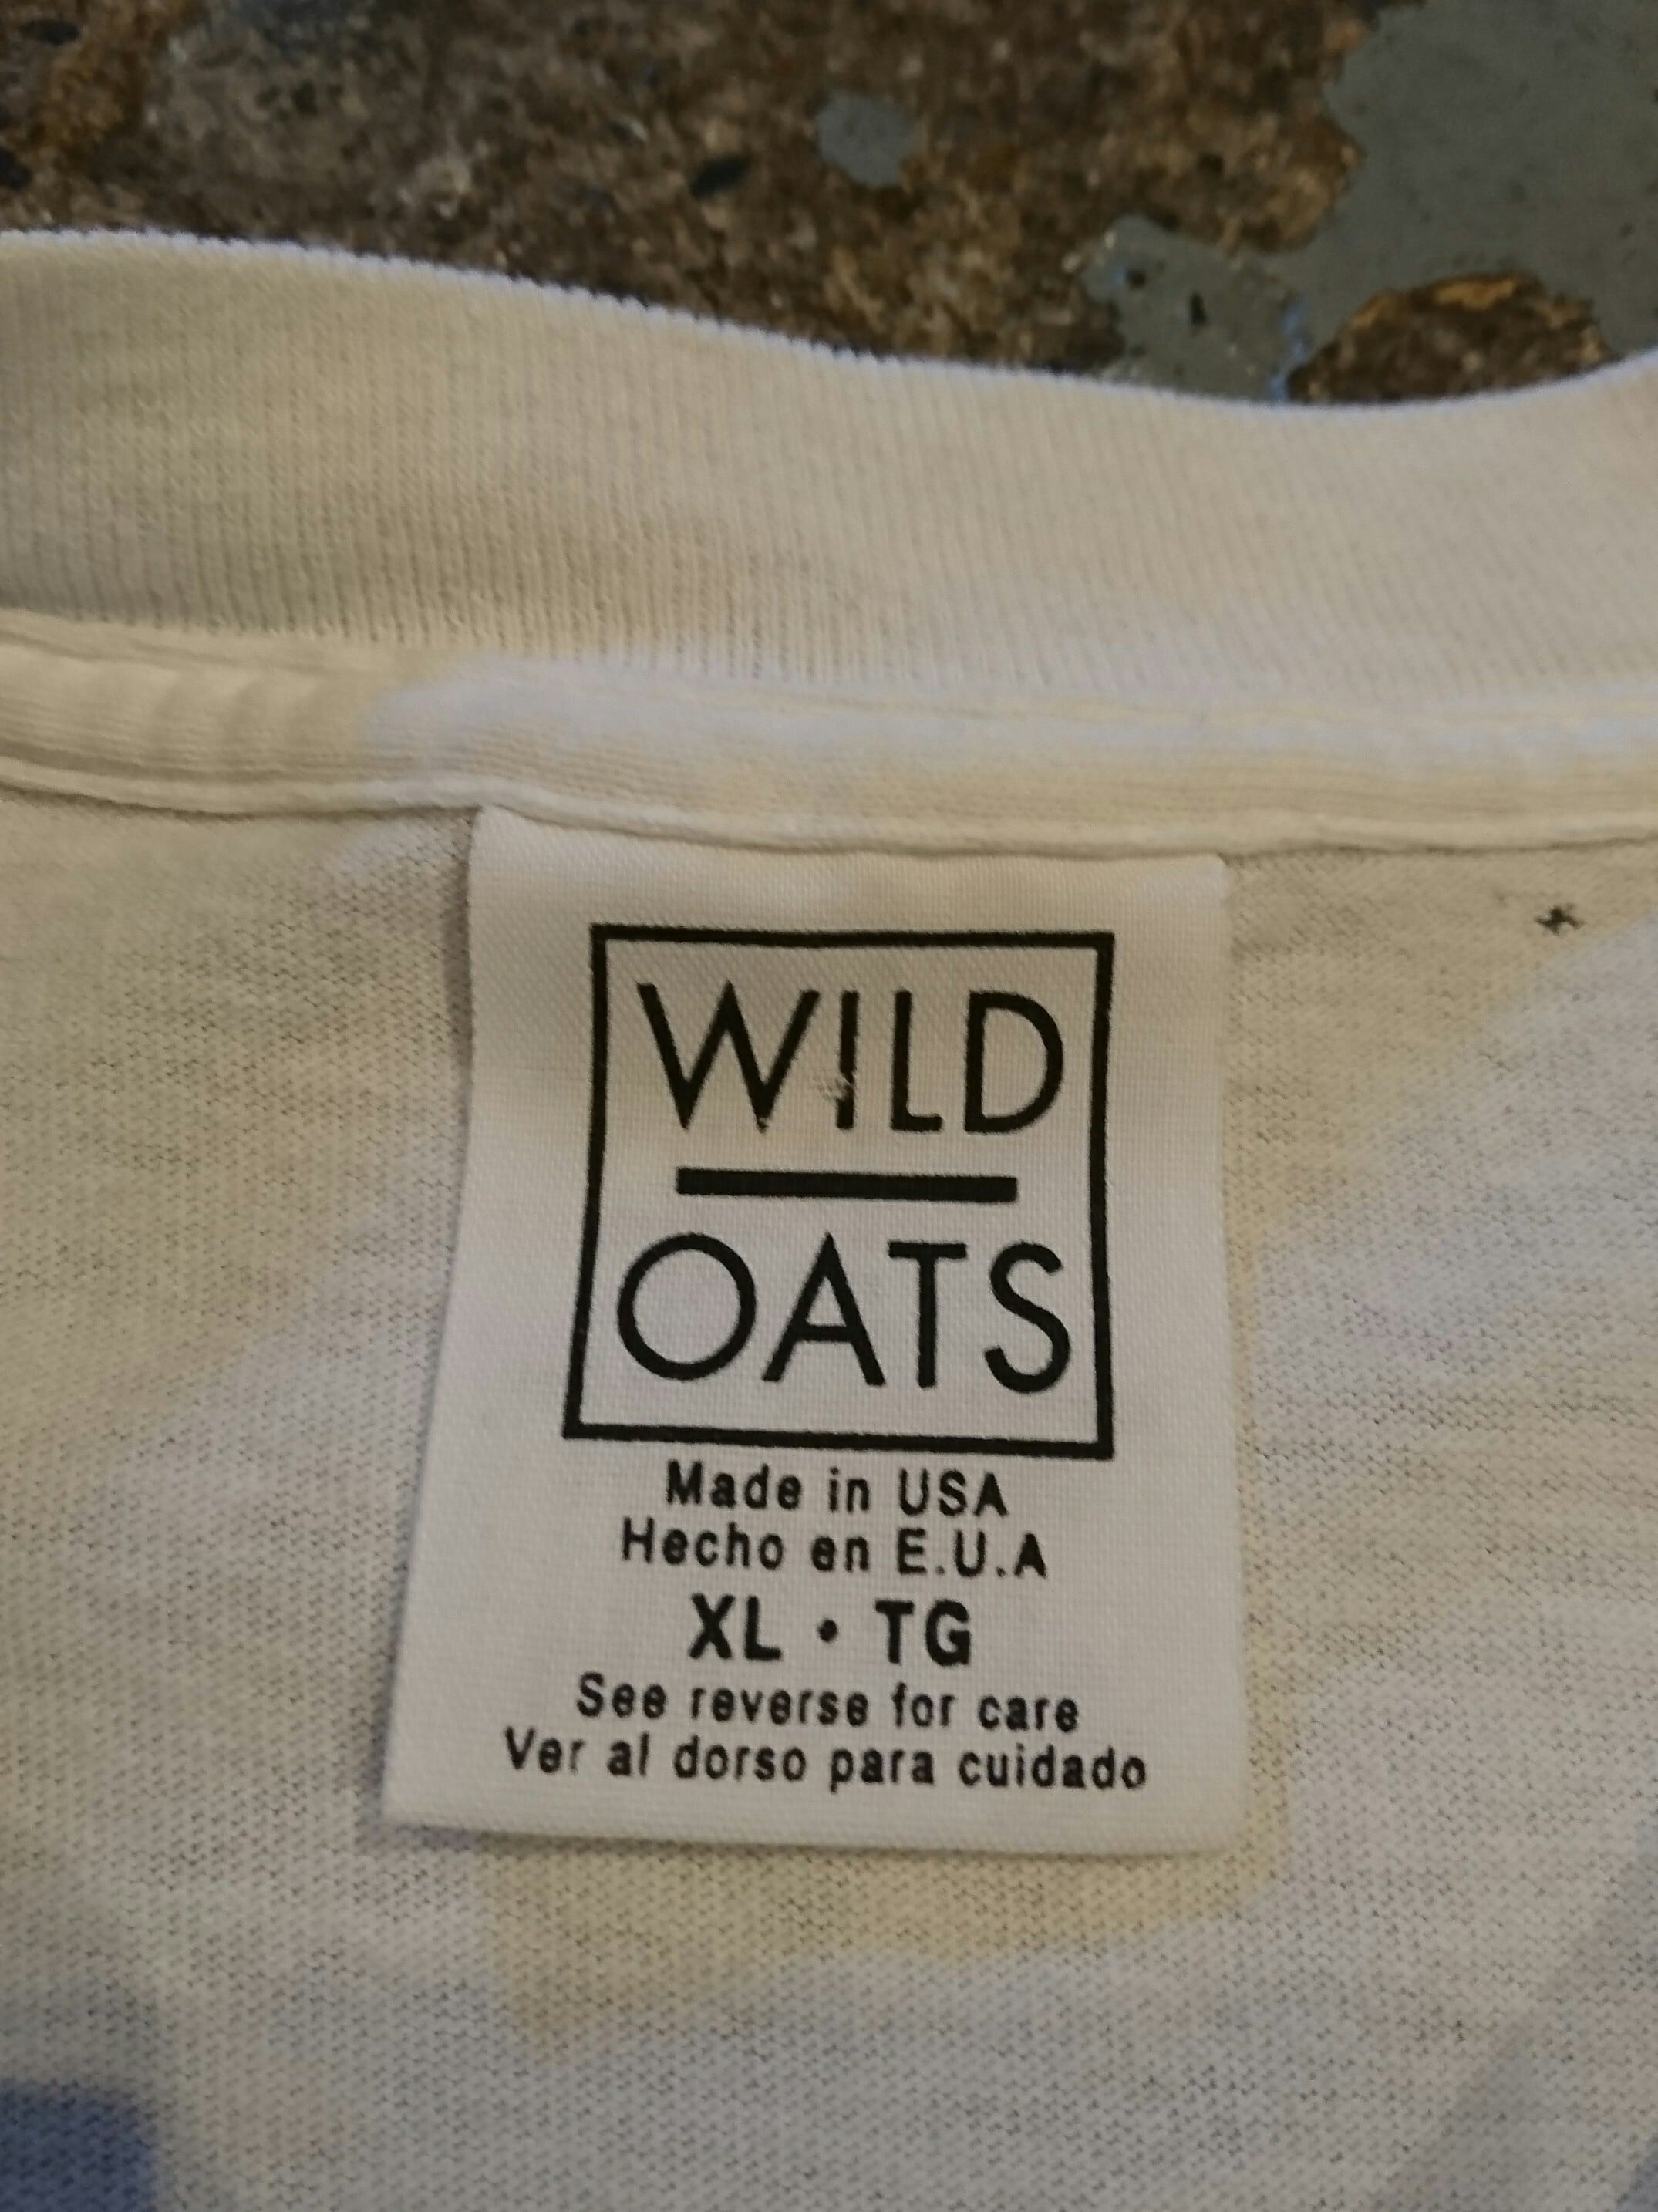 WILD
OATS
Made in USA
Hecho en E.U.A
XL • TG
See reverse for care
Ver al dorso para cuidado